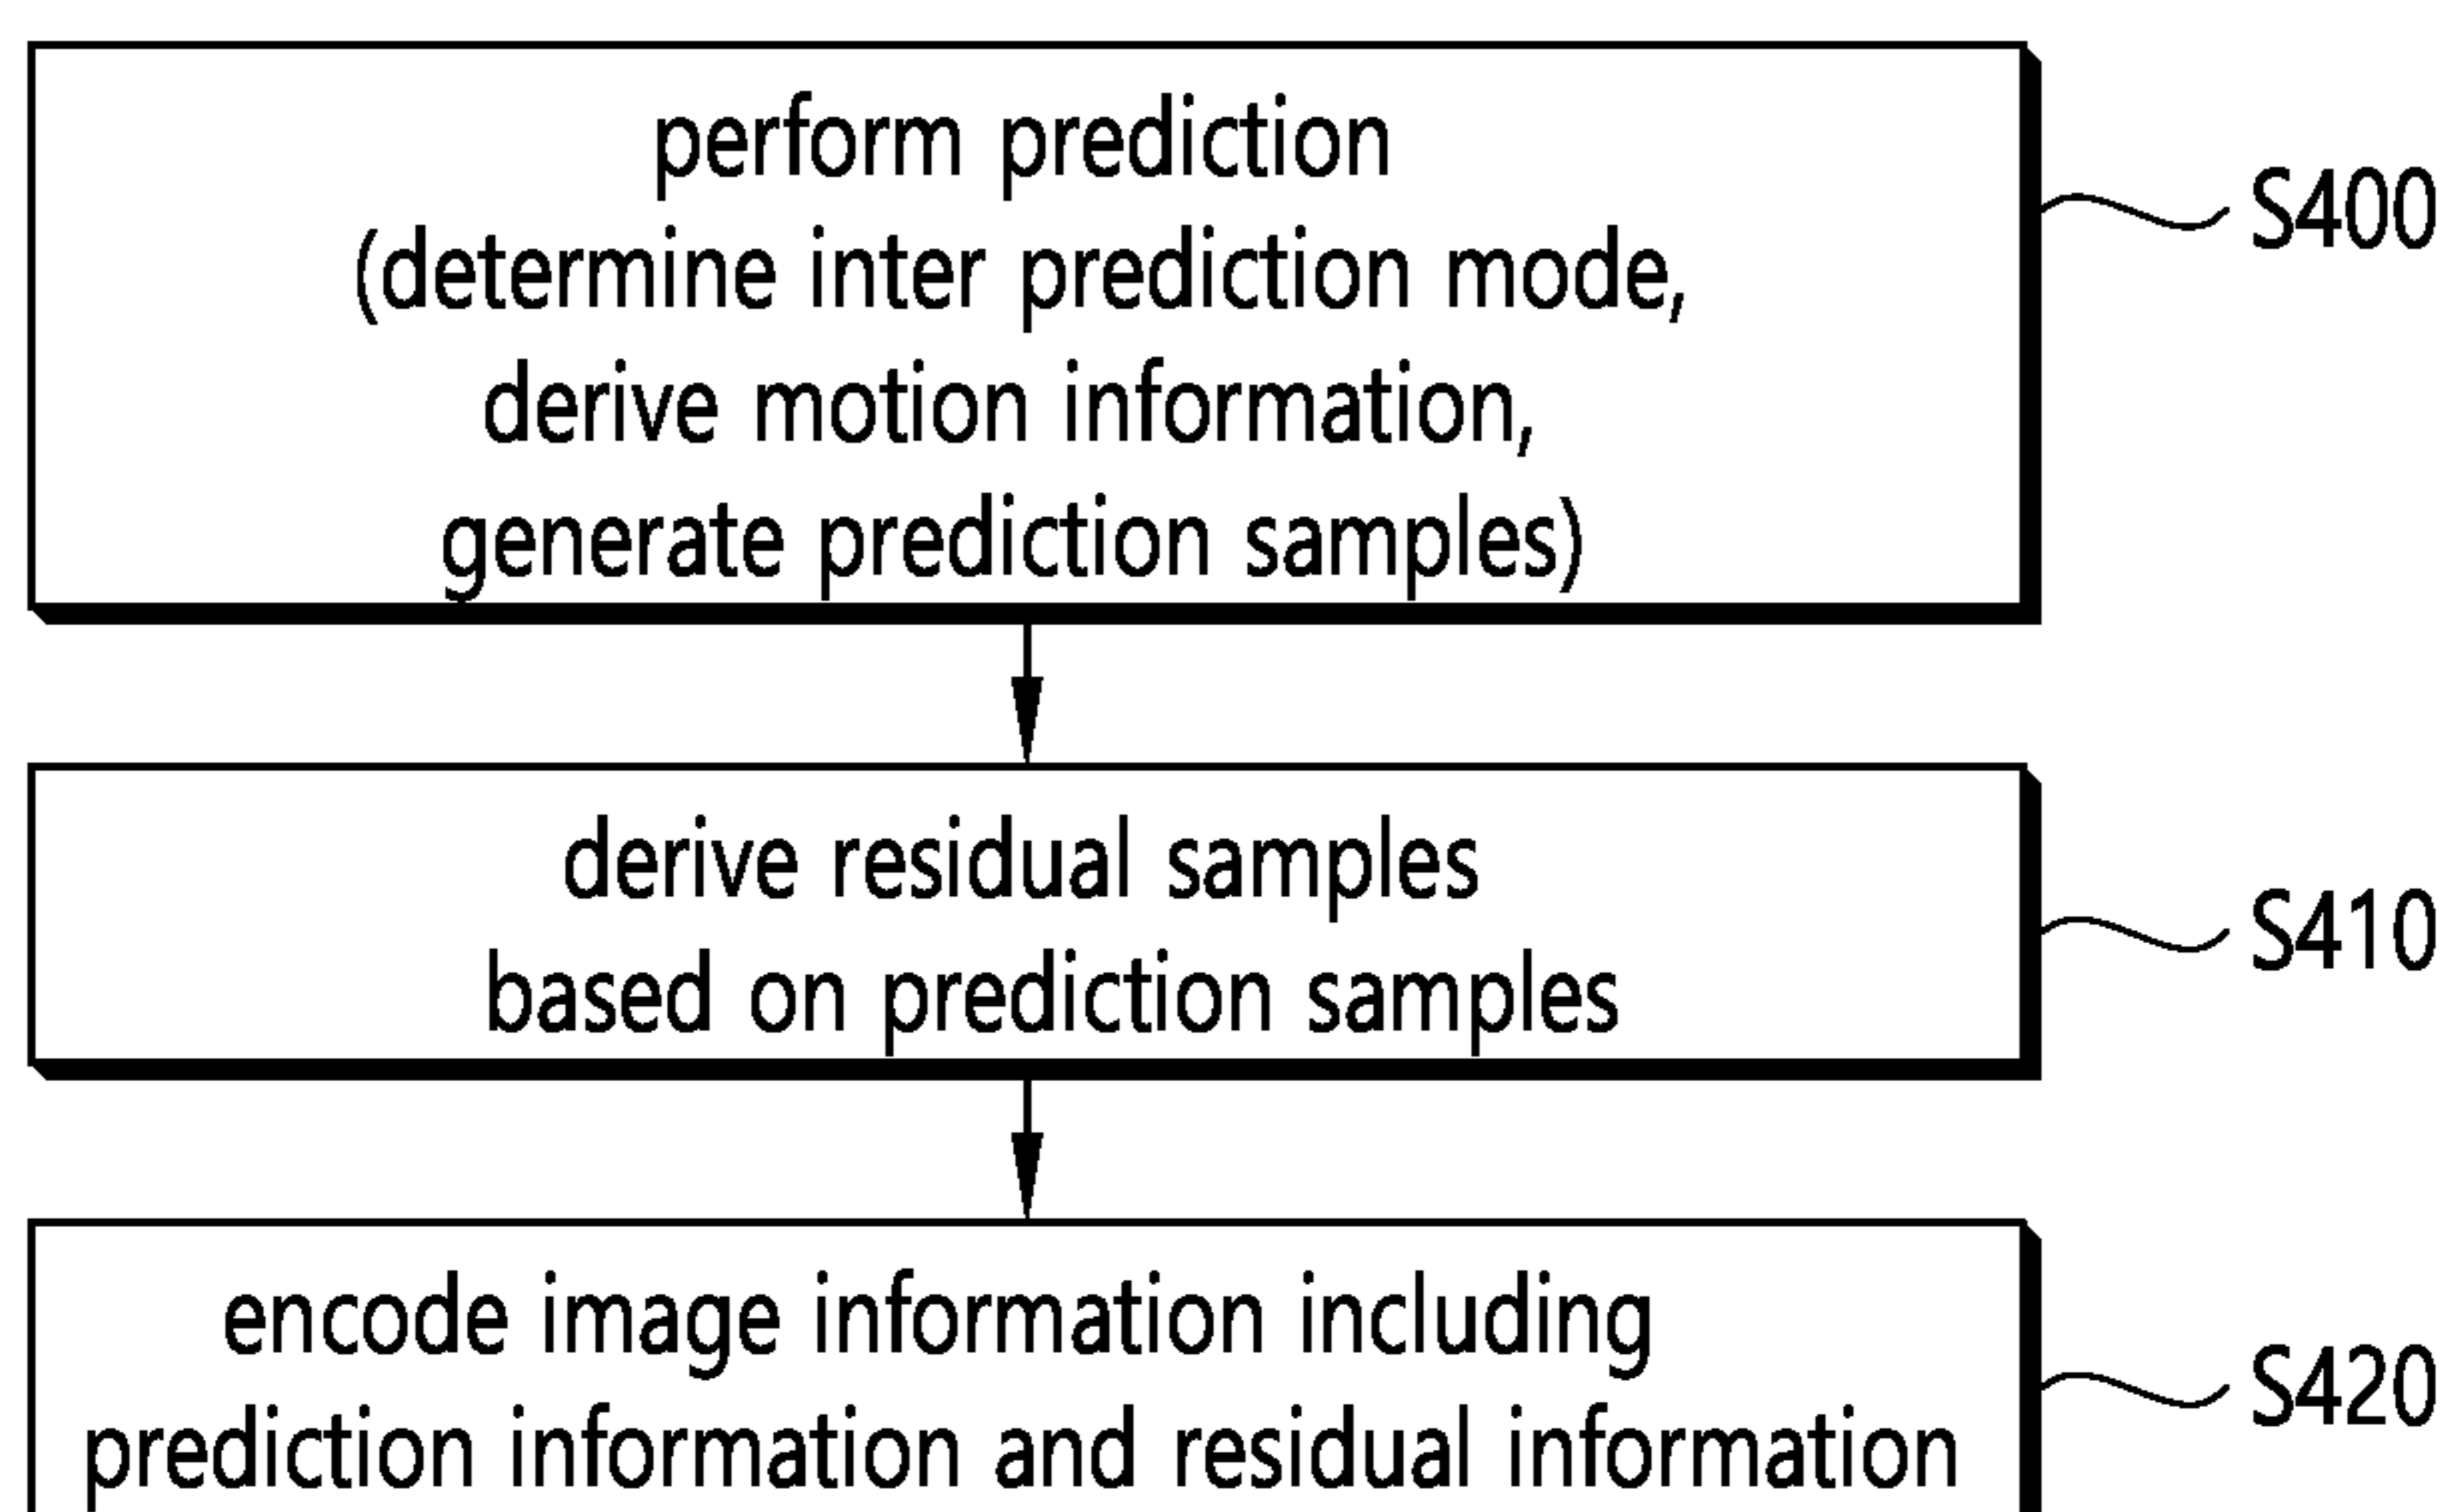 perform prediction
(determine inter prediction mode,
derive motion information,
generate prediction samples)
S400
derive residual samples
based on prediction samples
S410
encode image information including
prediction information and residual information
S420